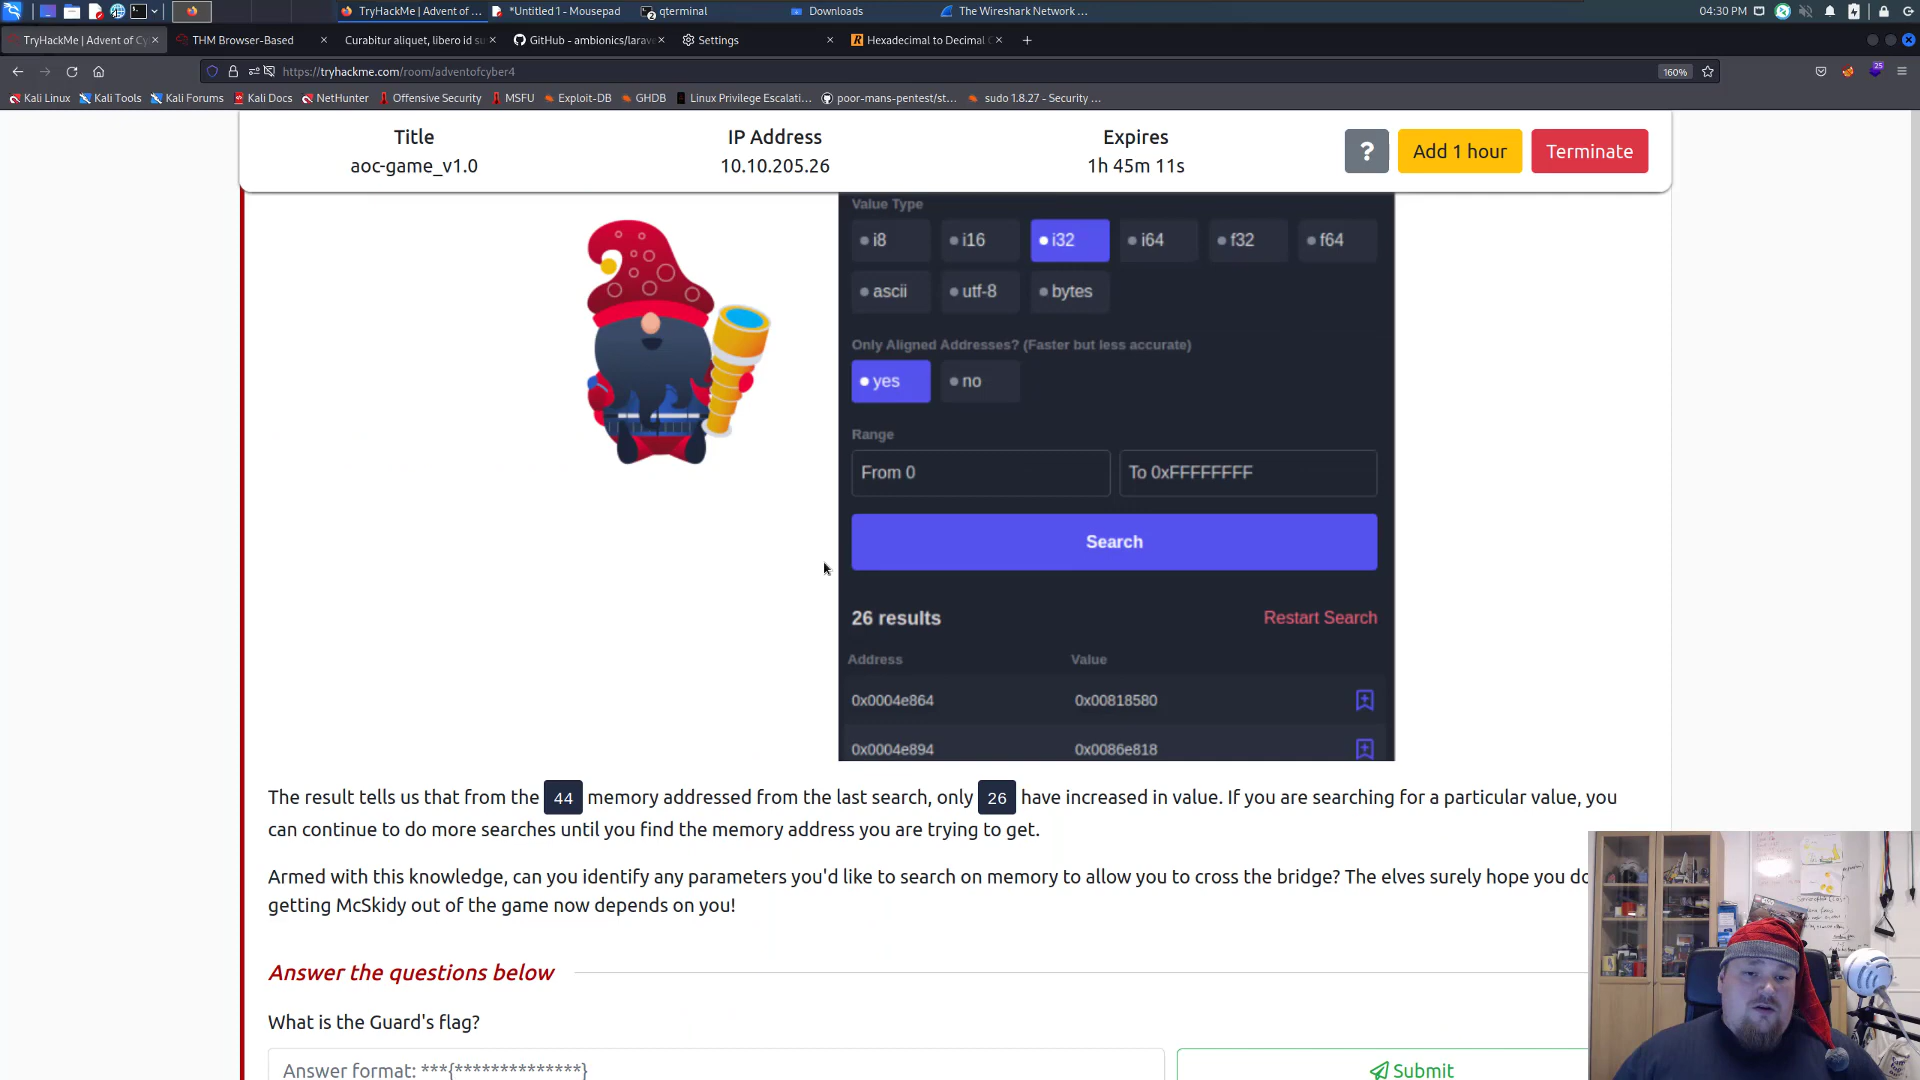 TryHackMe | Advent of ...
*Untitled 1 - Mousepad
qterminal
Downloads
The Wireshark Network ...
04:30 PM
TryHackMe | Advent of Cy
THM Browser-Based
Curabitur aliquet, libero id su
GitHub - ambionics/larave
Settings
Hexadecimal to Decimal C
https://tryhackme.com/room/adventofcyber4
160%
25
Kali Linux
Kali Tools
Kali Forums
Kali Docs
NetHunter
Offensive Security
MSFU
Exploit-DB
GHDB
Linux Privilege Escalati...
poor-mans-pentest/st...
sudo 1.8.27 - Security ...
Title
IP Address
Expires
aoc-game_v1.0
10.10.205.26
1h 45m 11s
?
Add 1 hour
Terminate
Value Type
i8
i16
i32
i64
f32
f64
ascii
utf-8
bytes
Only Aligned Addresses? (Faster but less accurate)
yes
no
Range
From 0
To 0xFFFFFFFF
Search
26 results
Restart Search
Address
Value
0x0004e864
0x00818580
0x0004e894
0x0086e818
The result tells us that from the 44 memory addressed from the last search, only 26 have increased in value. If you are searching for a particular value, you
can continue to do more searches until you find the memory address you are trying to get.
Armed with this knowledge, can you identify any parameters you'd like to search on memory to allow you to cross the bridge? The elves surely hope you do
getting McSkidy out of the game now depends on you!
Answer the questions below
What is the Guard's flag?
Answer format: ***{**************}
Submit